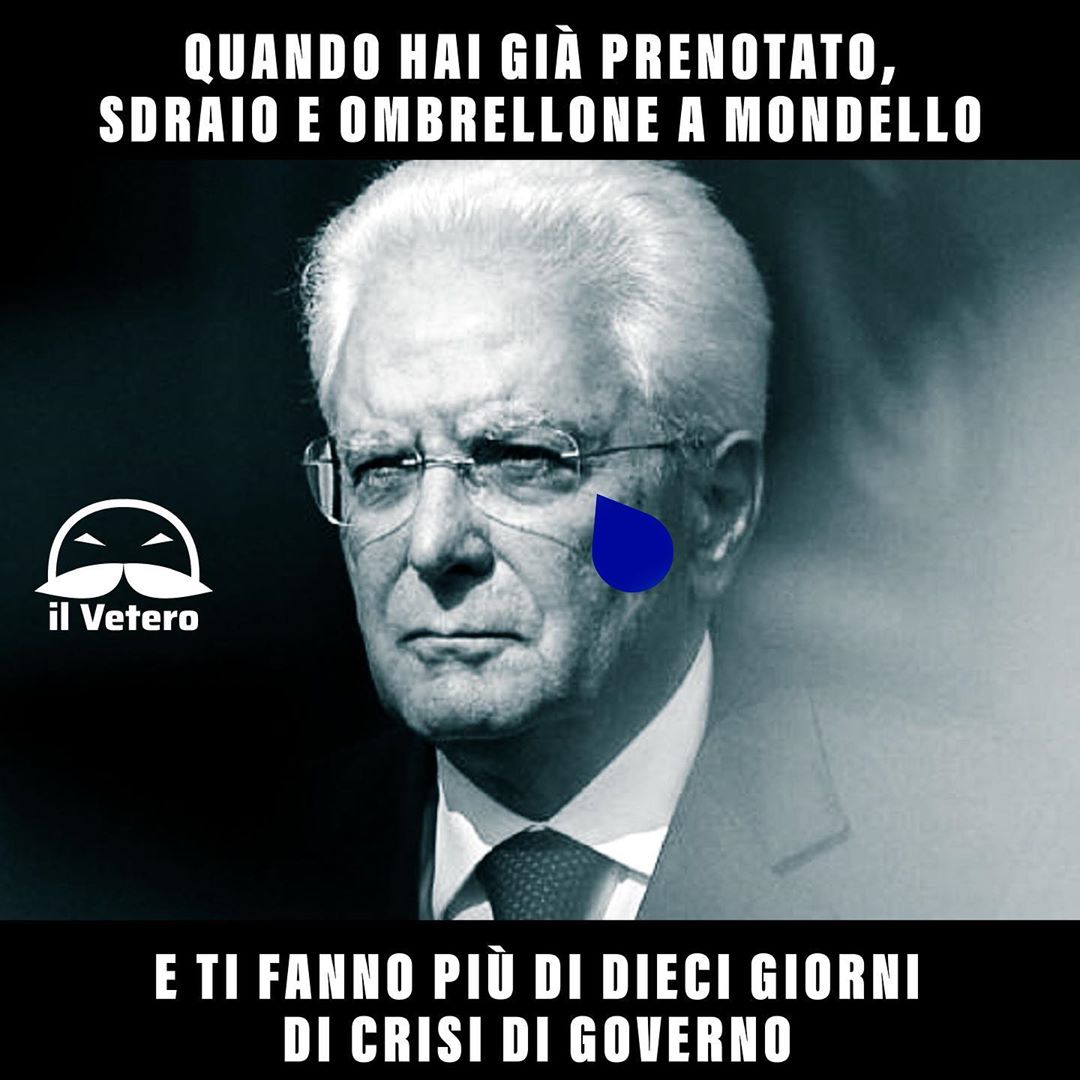 QUANDO HAI GIÀ PRENOTATO,
SDRAIO E OMBRELLONE A MONDELLO
il Vetero
E TI FANNO PIÙ DI DIECI GIORNI
DI CRISI DI GOVERNO